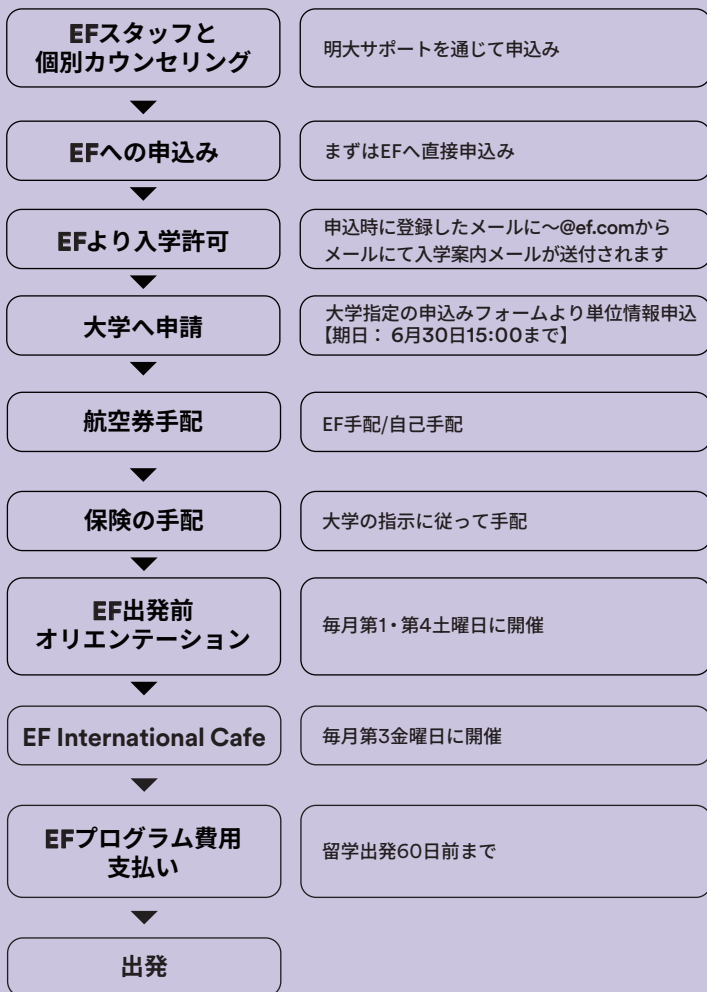 EFスタッフと
個別カウンセリング
明大サポートを通じて申込み
EFへの申込み
まずはEFへ直接申込み
EFより入学許可
申込時に登録したメールに〜@ef.comから
メールにて入学案内メールが送付されます
大学へ申請
大学指定の申込みフォームより単位情報申込
【期日： 6月30日15:00まで】
航空券手配
EF手配/自己手配
保険の手配
大学の指示に従って手配
EF出発前
オリエンテーション
毎月第1・第4土曜日に開催
EF International Cafe
毎月第3金曜日に開催
EFプログラム費用
支払い
留学出発60日前まで
出発